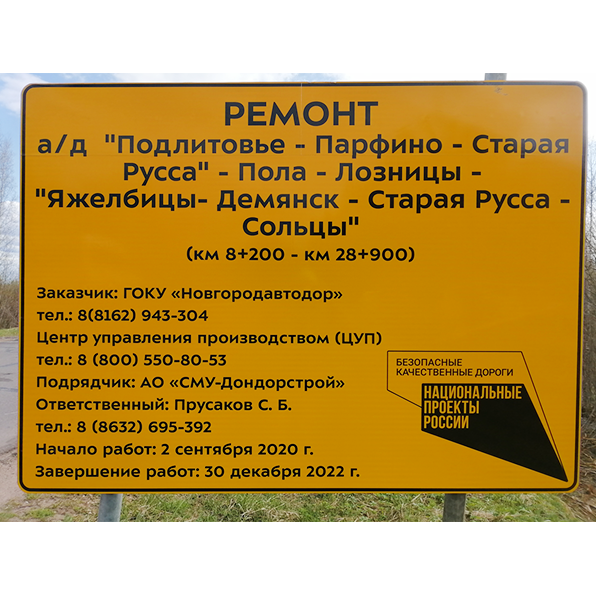 РЕМОНТ
а/д "Подлитовье - Парфино - Старая
Русса" - Пола - Лозницы -
"Яжелбицы- Демянск - Старая Русса -
Сольцы"
(км 8+200 - км 28+900)
Заказчик: ГОКУ «Новгородавтодор»
тел.: 8(8162) 943-304
Центр управления производством (ЦУП)
тел.: 8 (800) 550-80-53
Подрядчик: АО «СМУ-Дондорстрой»
Ответственный: Прусаков С. Б.
тел.: 8 (8632) 695-392
Начало работ: 2 сентября 2020 г.
Завершение работ: 30 декабря 2022 г.
БЕЗОПАСНЫЕ
КАЧЕСТВЕННЫЕ ДОРОГИ
НАЦИОНАЛЬНЫЕ
ПРОЕКТЫ
РОССИИ